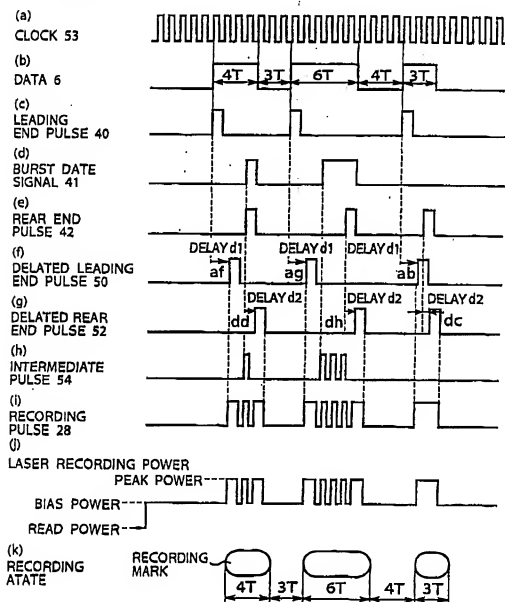 (a)
CLOCK 53
(b)
DATA 6
4T 3T 6T 4T 3T
(c)
LEADING
END PULSE 40
(d)
BURST DATE
SIGNAL 41
(e)
REAR END
PULSE 42
DELAY d1 DELAY d1 DELAY d1
(f)
DELATED LEADING
END PULSE 50
af ag ab
(g)
DELATED REAR
END PULSE 52
DELAY d2 DELAY d2 DELAY d2
dd dh dc
(h)
INTERMEDIATE
PULSE 54
(i)
RECORDING
PULSE 28
(j)
LASER RECORDING POWER
PEAK POWER
BIAS POWER
READ POWER
(k)
RECORDING
ATATE
RECORDING
MARK
4T 3T 6T 4T 3T